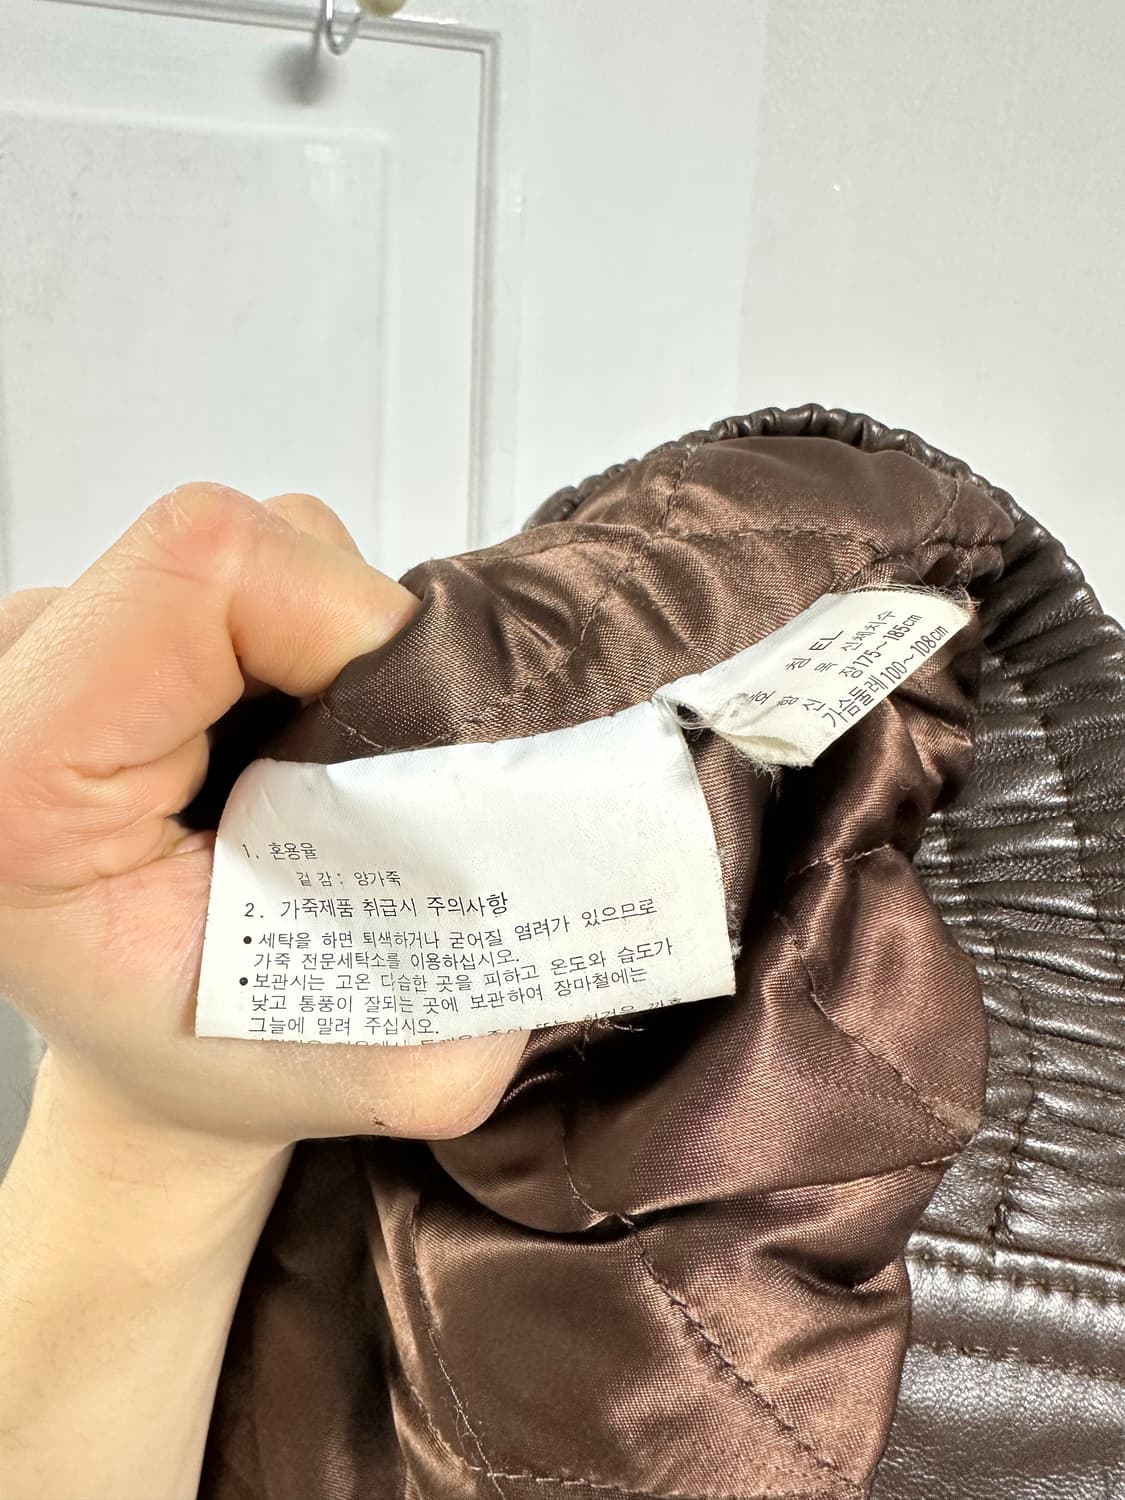 1. 혼용율
겉감: 양가죽
2. 가죽제품 취급시 주의사항
● 세탁을 하면 퇴색하거나 굳어질 염려가 있으므로
가죽 전문세탁소를 이용하십시오.
● 보관시는 고온 다습한 곳을 피하고 온도와 습도가
낮고 통풍이 잘되는 곳에 보관하여 장마철에는
그늘에 말려 주십시오.
호칭 EL
항목 신체치수
신장 175~185cm
가슴둘레 100~108cm